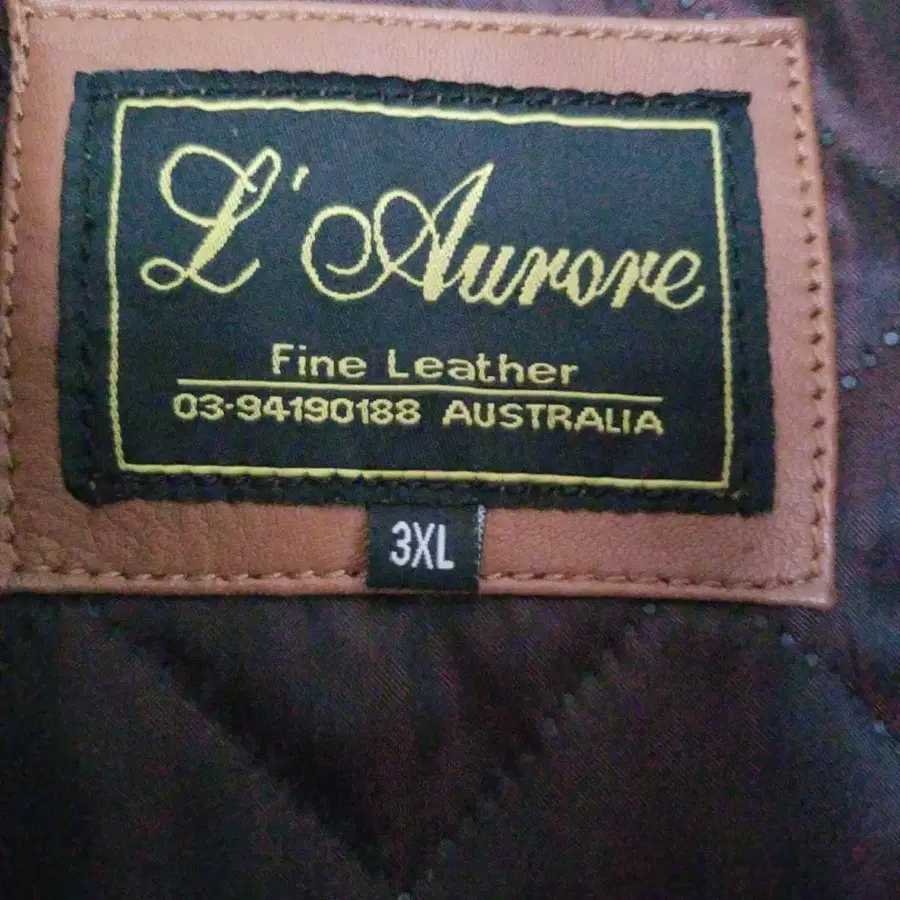 L'Aurore
Fine Leather
03-94190188 AUSTRALIA
3XL